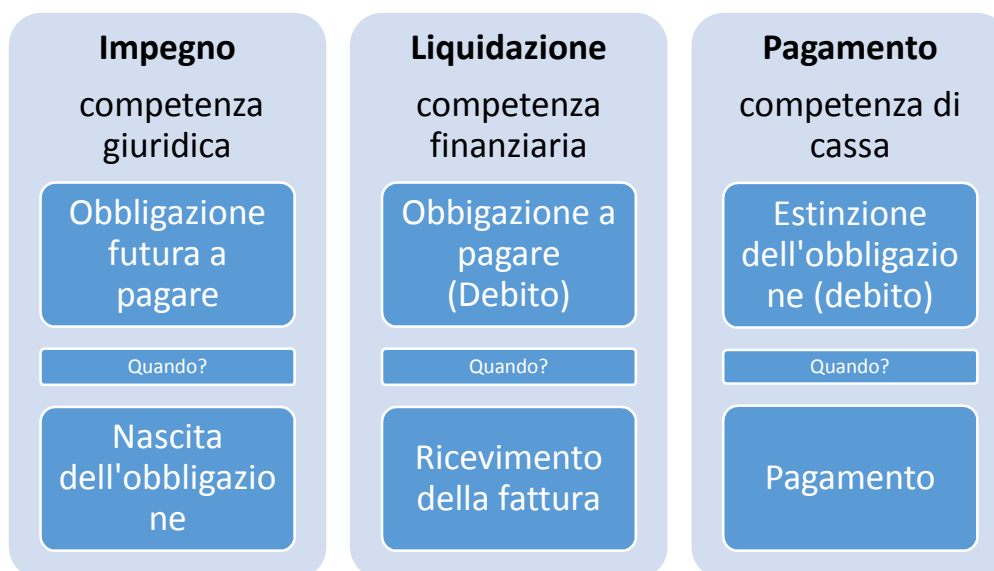 Impegno
competenza
giuridica
Obbligazione
futura a
pagare
Quando?
Nascita
dell'obbligazio
ne
Liquidazione
competenza
finanziaria
Obbigazione a
pagare
(Debito)
Quando?
Ricevimento
della fattura
Pagamento
competenza di
cassa
Estinzione
dell'obbligazio
ne (debito)
Quando?
Pagamento